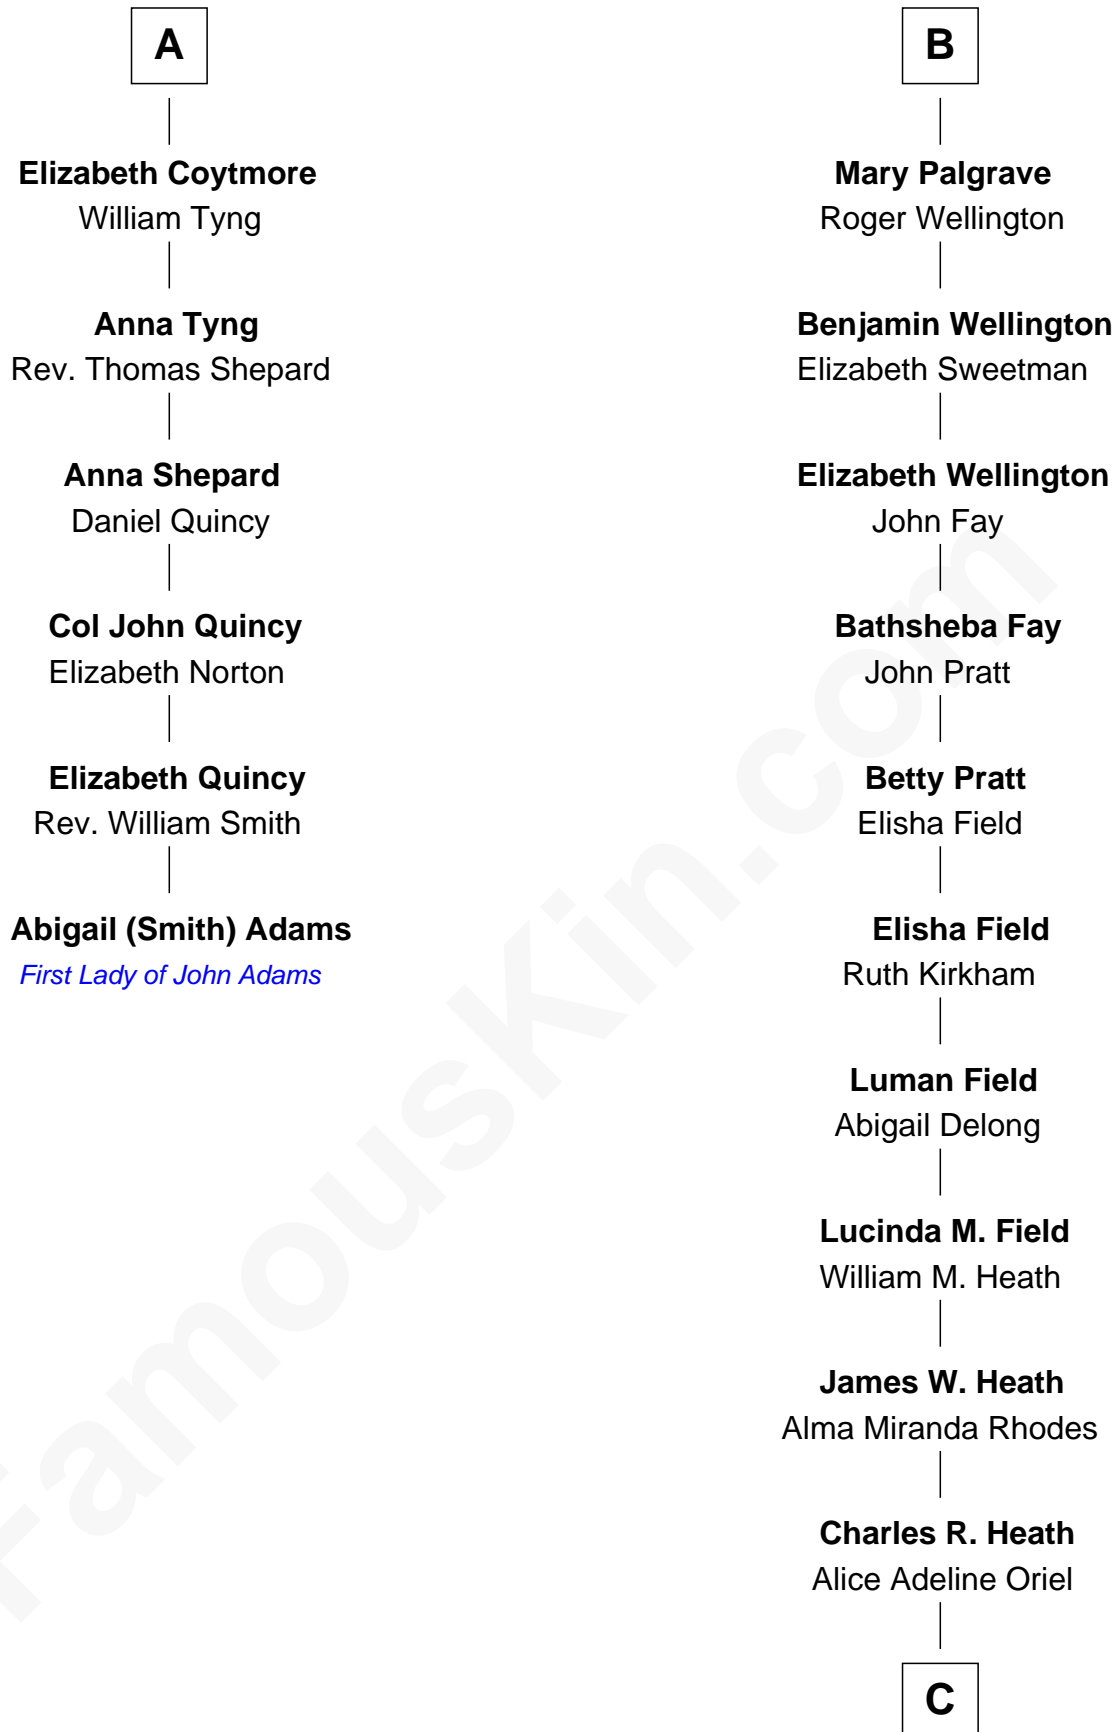 A
Elizabeth Coytmore
William Tyng
Anna Tyng
Rev. Thomas Shepard
Anna Shepard
Daniel Quincy
Col John Quincy
Elizabeth Norton
Elizabeth Quincy
Rev. William Smith
Abigail (Smith) Adams
First Lady of John Adams
B
Mary Palgrave
Roger Wellington
Benjamin Wellington
Elizabeth Sweetman
Elizabeth Wellington
John Fay
Bathsheba Fay
John Pratt
Betty Pratt
Elisha Field
Elisha Field
Ruth Kirkham
Luman Field
Abigail Delong
Lucinda M. Field
William M. Heath
James W. Heath
Alma Miranda Rhodes
Charles R. Heath
Alice Adeline Oriel
C
FamousKin.com